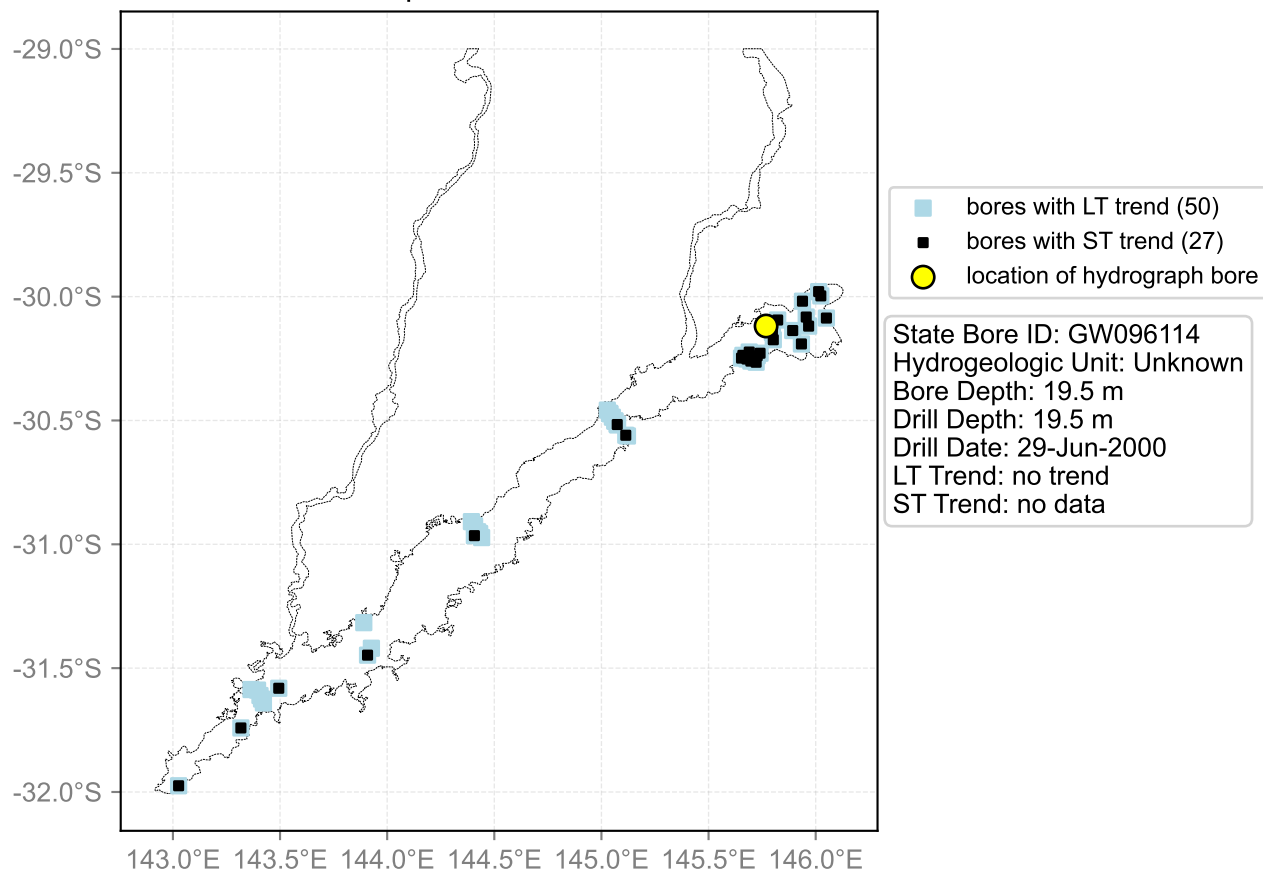 -29.0°S
-29.5°S
-30.0°S
-30.5°S
-31.0°S
-31.5°S
-32.0°S
143.0°E 143.5°E 144.0°E 144.5°E 145.0°E 145.5°E 146.0°E
bores with LT trend (50)
bores with ST trend (27)
location of hydrograph bore
State Bore ID: GW096114
Hydrogeologic Unit: Unknown
Bore Depth: 19.5 m
Drill Depth: 19.5 m
Drill Date: 29-Jun-2000
LT Trend: no trend
ST Trend: no data